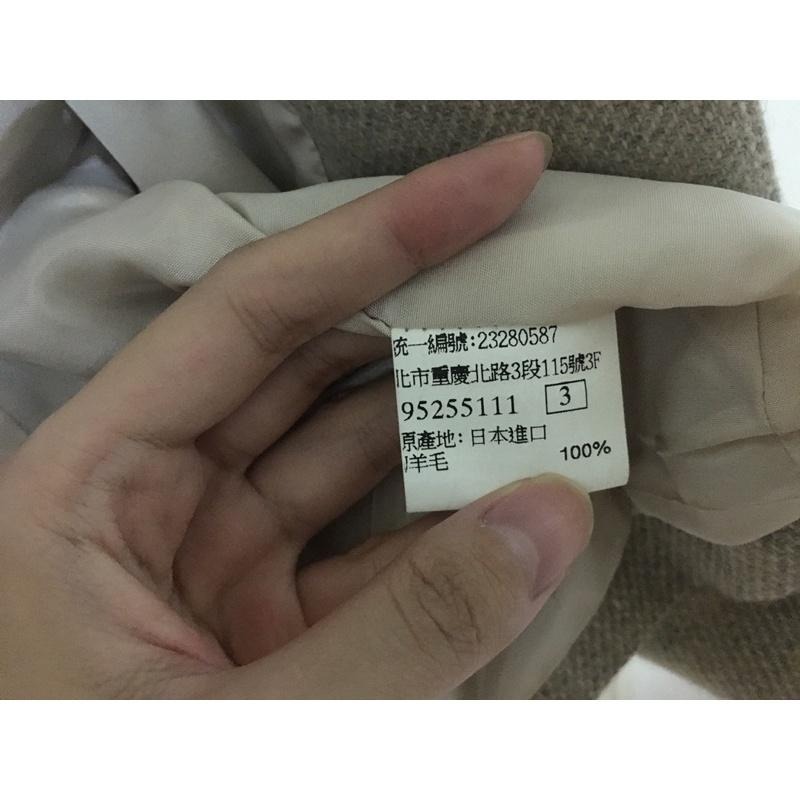 統一編號:23280587
北市重慶北路3段115號3F
95255111 3
原產地:日本進口
羊毛 100%